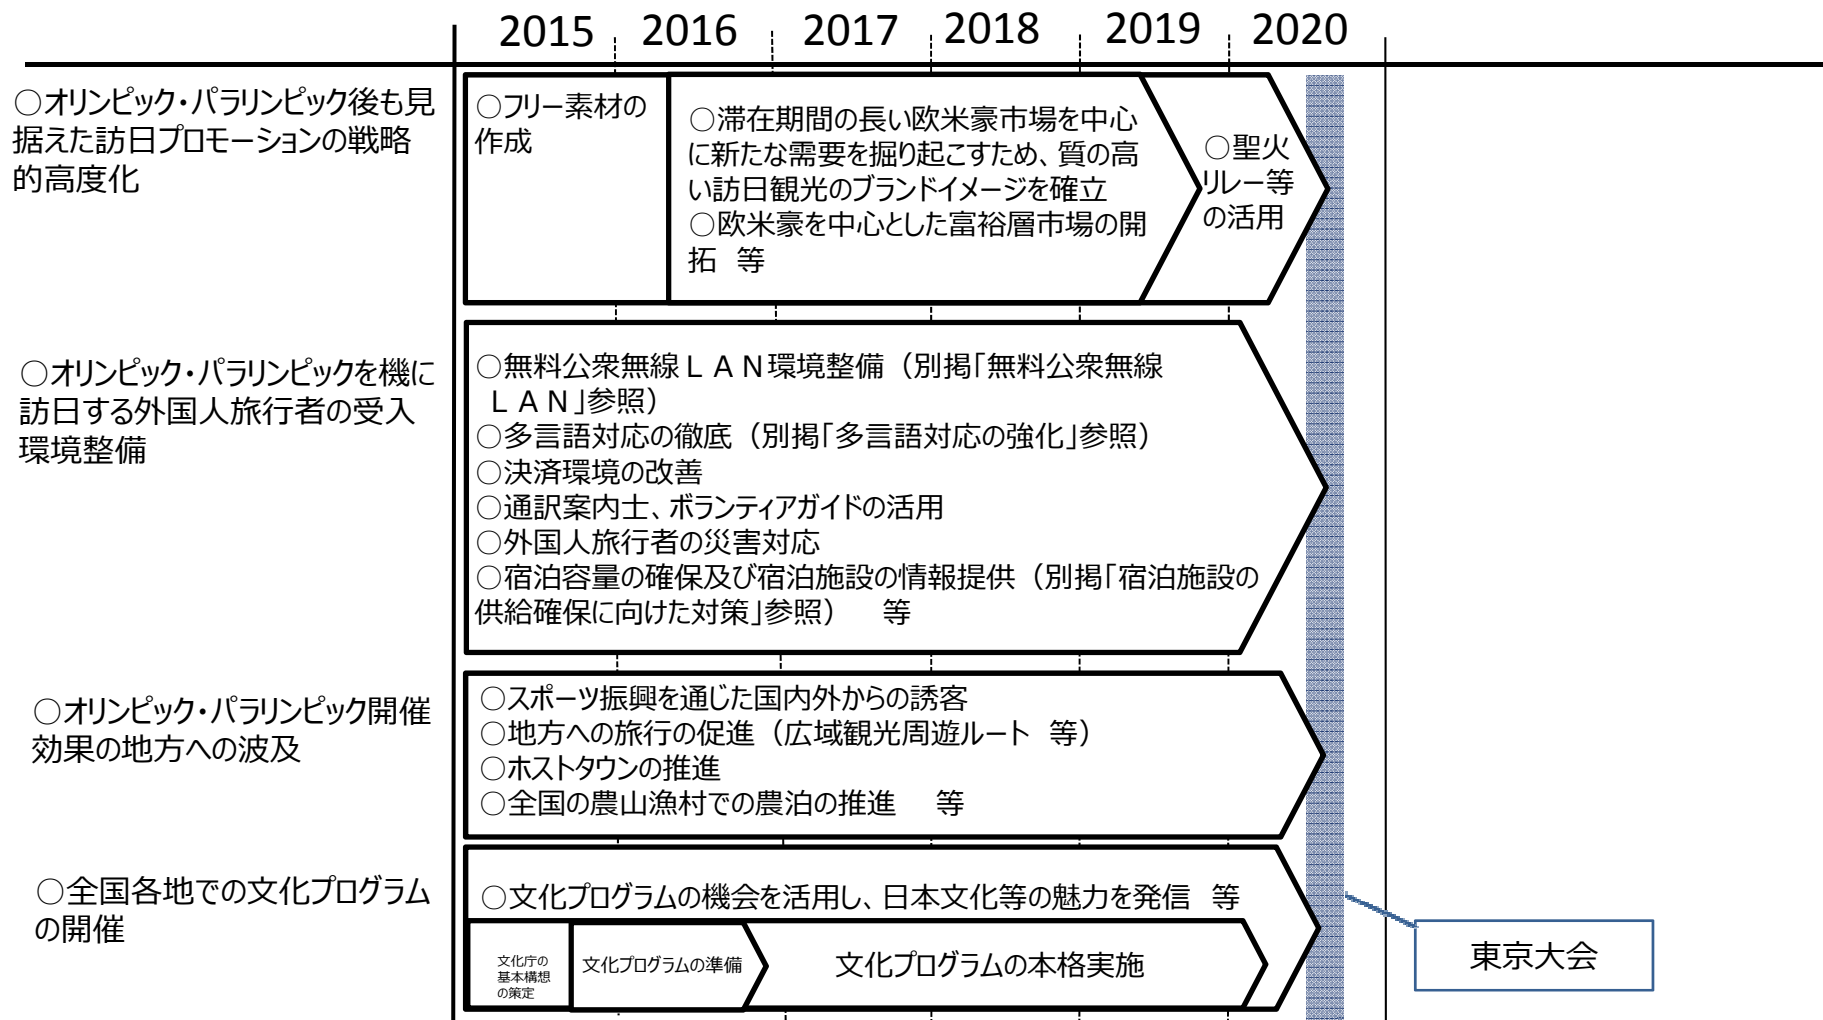 2015 2016 2017 2018 2019 2020
○オリンピック・パラリンピック後も見
据えた訪日プロモーションの戦略
的高度化
○フリー素材の
作成
○滞在期間の長い欧米豪市場を中心
に新たな需要を掘り起こすため、質の高
い訪日観光のブランドイメージを確立
○欧米豪を中心とした富裕層市場の開
拓 等
○聖火
リレー等
の活用
○オリンピック・パラリンピックを機に
訪日する外国人旅行者の受入
環境整備
○無料公衆無線ＬＡＮ環境整備（別掲「無料公衆無線
ＬＡＮ」参照）
○多言語対応の徹底（別掲「多言語対応の強化」参照）
○決済環境の改善
○通訳案内士、ボランティアガイドの活用
○外国人旅行者の災害対応
○宿泊容量の確保及び宿泊施設の情報提供（別掲「宿泊施設の
供給確保に向けた対策」参照） 等
○オリンピック・パラリンピック開催
効果の地方への波及
○スポーツ振興を通じた国内外からの誘客
○地方への旅行の促進（広域観光周遊ルート 等）
○ホストタウンの推進
○全国の農山漁村での農泊の推進 等
○全国各地での文化プログラム
の開催
○文化プログラムの機会を活用し、日本文化等の魅力を発信 等
文化庁の
基本構想
の策定
文化プログラムの準備
文化プログラムの本格実施
東京大会